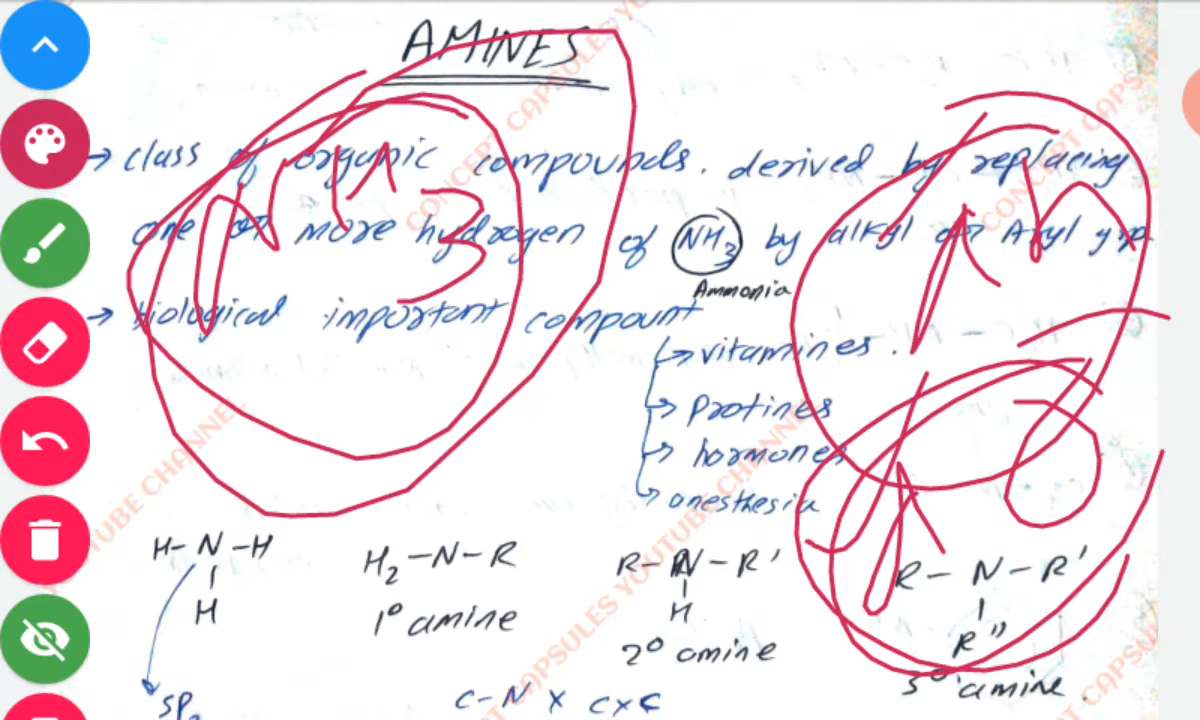 AMINES
→ class of organic compounds. derived by replacing
one or more hydrogen of NH3 by alkyl or Aryl grp
Ammonia
→ biological important compount
→ vitamines.
→ Protines
→ hormones
→ anesthesia
H-N-H
H
H2-N-R
1° amine
R-N-R'
H
2° amine
R-N-R'
R''
3° amine.
SP3
C-N x C x C
CONCEPT CAPSULES YOUTUBE CHANNEL